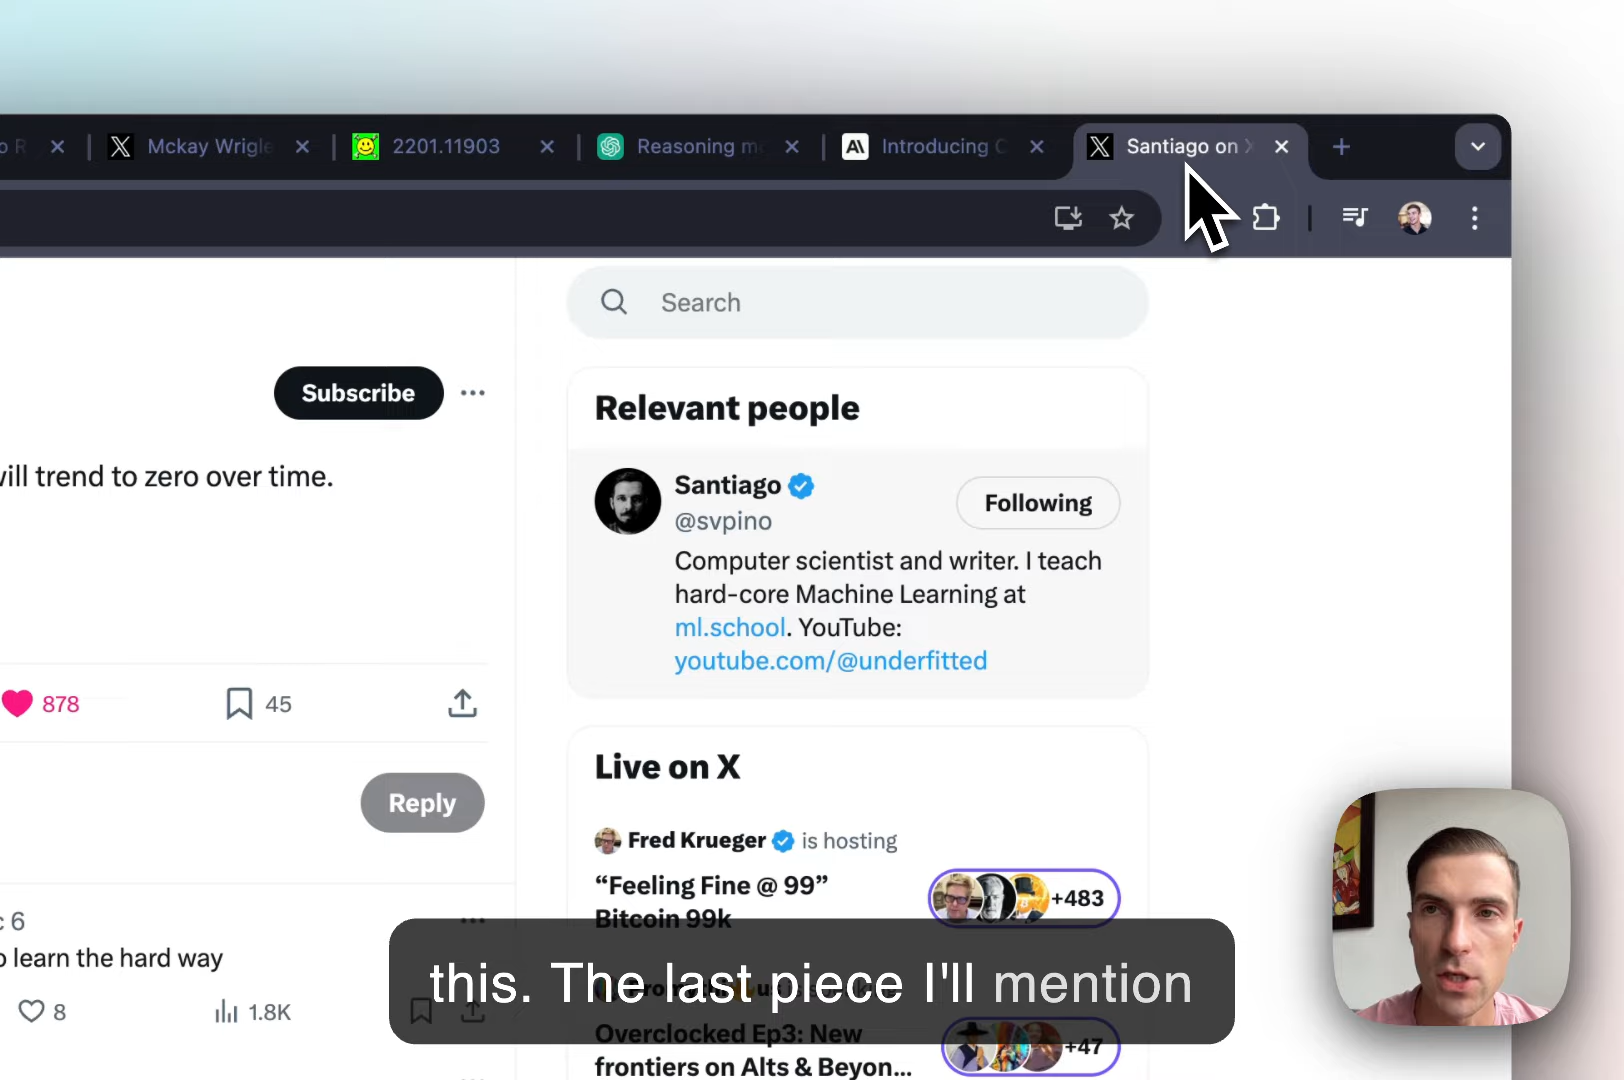 o R
Mckay Wrigle
2201.11903
Reasoning m
Introducing C
Santiago on X
Search
Subscribe
Relevant people
will trend to zero over time.
Santiago
@svpino
Following
Computer scientist and writer. I teach
hard-core Machine Learning at
ml.school. YouTube:
youtube.com/@underfitted
878
45
Live on X
Reply
Fred Krueger is hosting
“Feeling Fine @ 99”
Bitcoin 99k
+483
c 6
o learn the hard way
this. The last piece I'll mention
8
1.8K
Overclocked Ep3: New
frontiers on Alts & Beyon...
+47